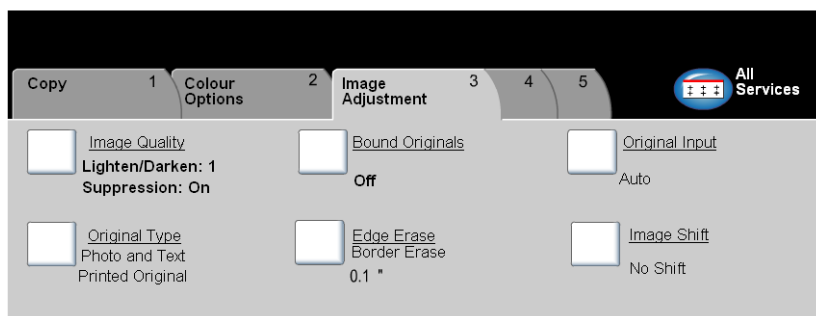 Copy 1
Colour Options 2
Image Adjustment 3
4
5
All Services
Image Quality
Lighten/Darken: 1
Suppression: On
Bound Originals
Off
Original Input
Auto
Original Type
Photo and Text
Printed Original
Edge Erase
Border Erase
0.1 "
Image Shift
No Shift